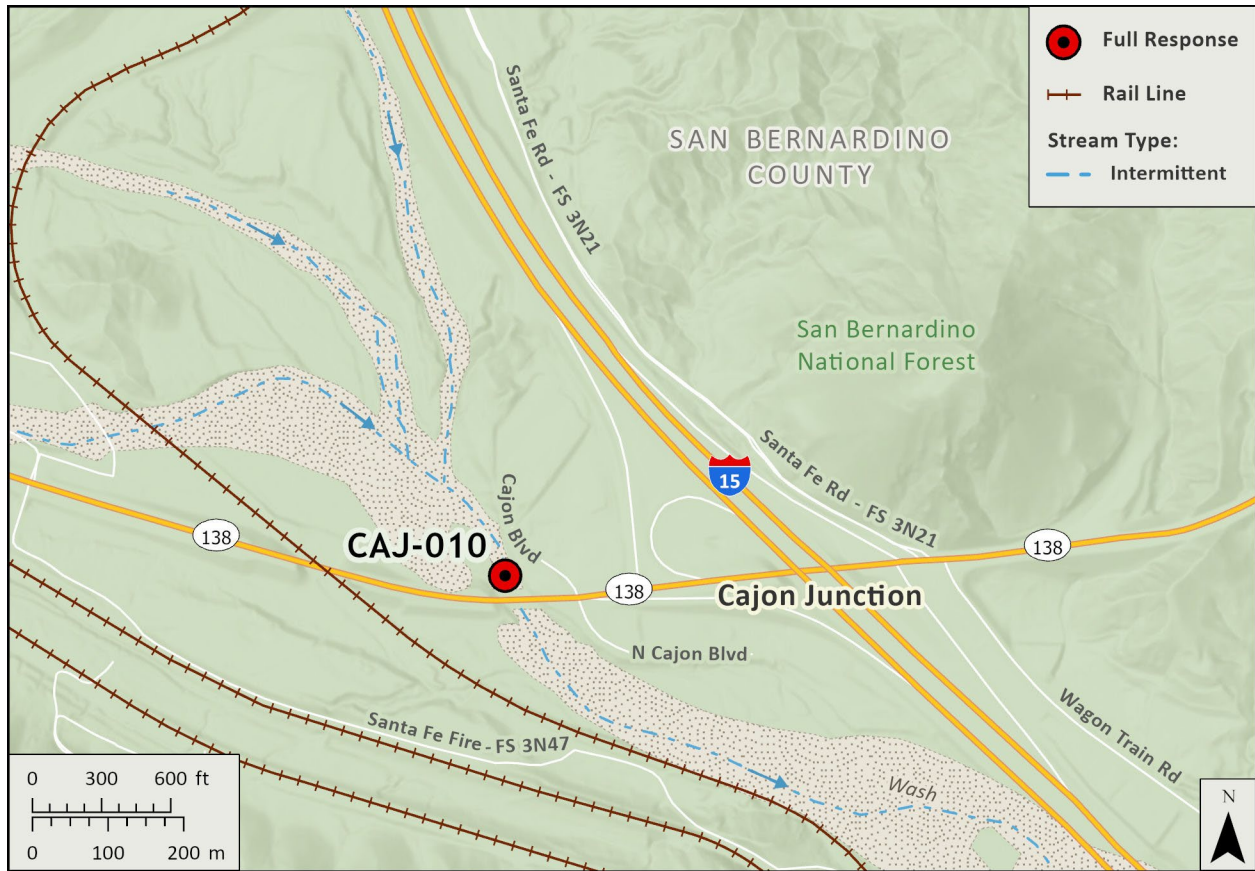 Full Response
Rail Line
Stream Type:
Intermittent
Santa Fe Rd - FS 3N21
SAN BERNARDINO
COUNTY
San Bernardino
National Forest
Santa Fe Rd - FS 3N21
15
Cajon Blvd
138
CAJ-010
138
138
Cajon Junction
N Cajon Blvd
Santa Fe Fire - FS 3N47
Wagon Train Rd
Wash
0 300 600 ft
0 100 200 m
N